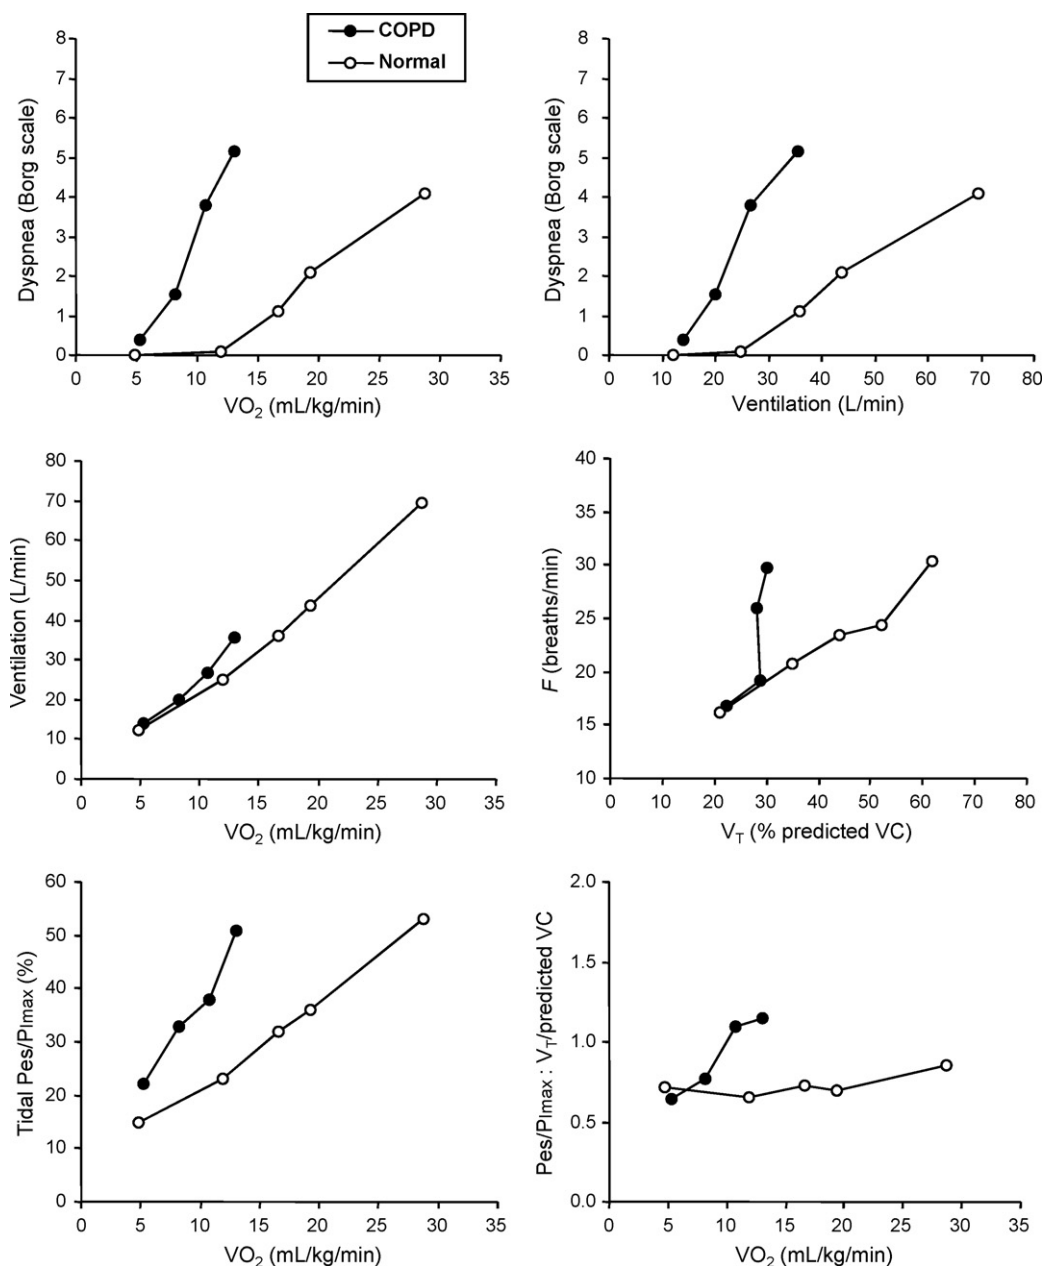 COPD
Normal
8
7
6
5
4
3
2
1
0
Dyspnea (Borg scale)
0 5 10 15 20 25 30 35
VO2 (mL/kg/min)
8
7
6
5
4
3
2
1
0
Dyspnea (Borg scale)
0 10 20 30 40 50 60 70 80
Ventilation (L/min)
80
70
60
50
40
30
20
10
0
Ventilation (L/min)
0 5 10 15 20 25 30 35
VO2 (mL/kg/min)
40
35
30
25
20
15
10
F (breaths/min)
0 10 20 30 40 50 60 70 80
VT (% predicted VC)
60
50
40
30
20
10
0
Tidal Pes/PImax (%)
0 5 10 15 20 25 30 35
VO2 (mL/kg/min)
2.0
1.5
1.0
0.5
0.0
Pes/PImax : VT/predicted VC
0 5 10 15 20 25 30 35
VO2 (mL/kg/min)